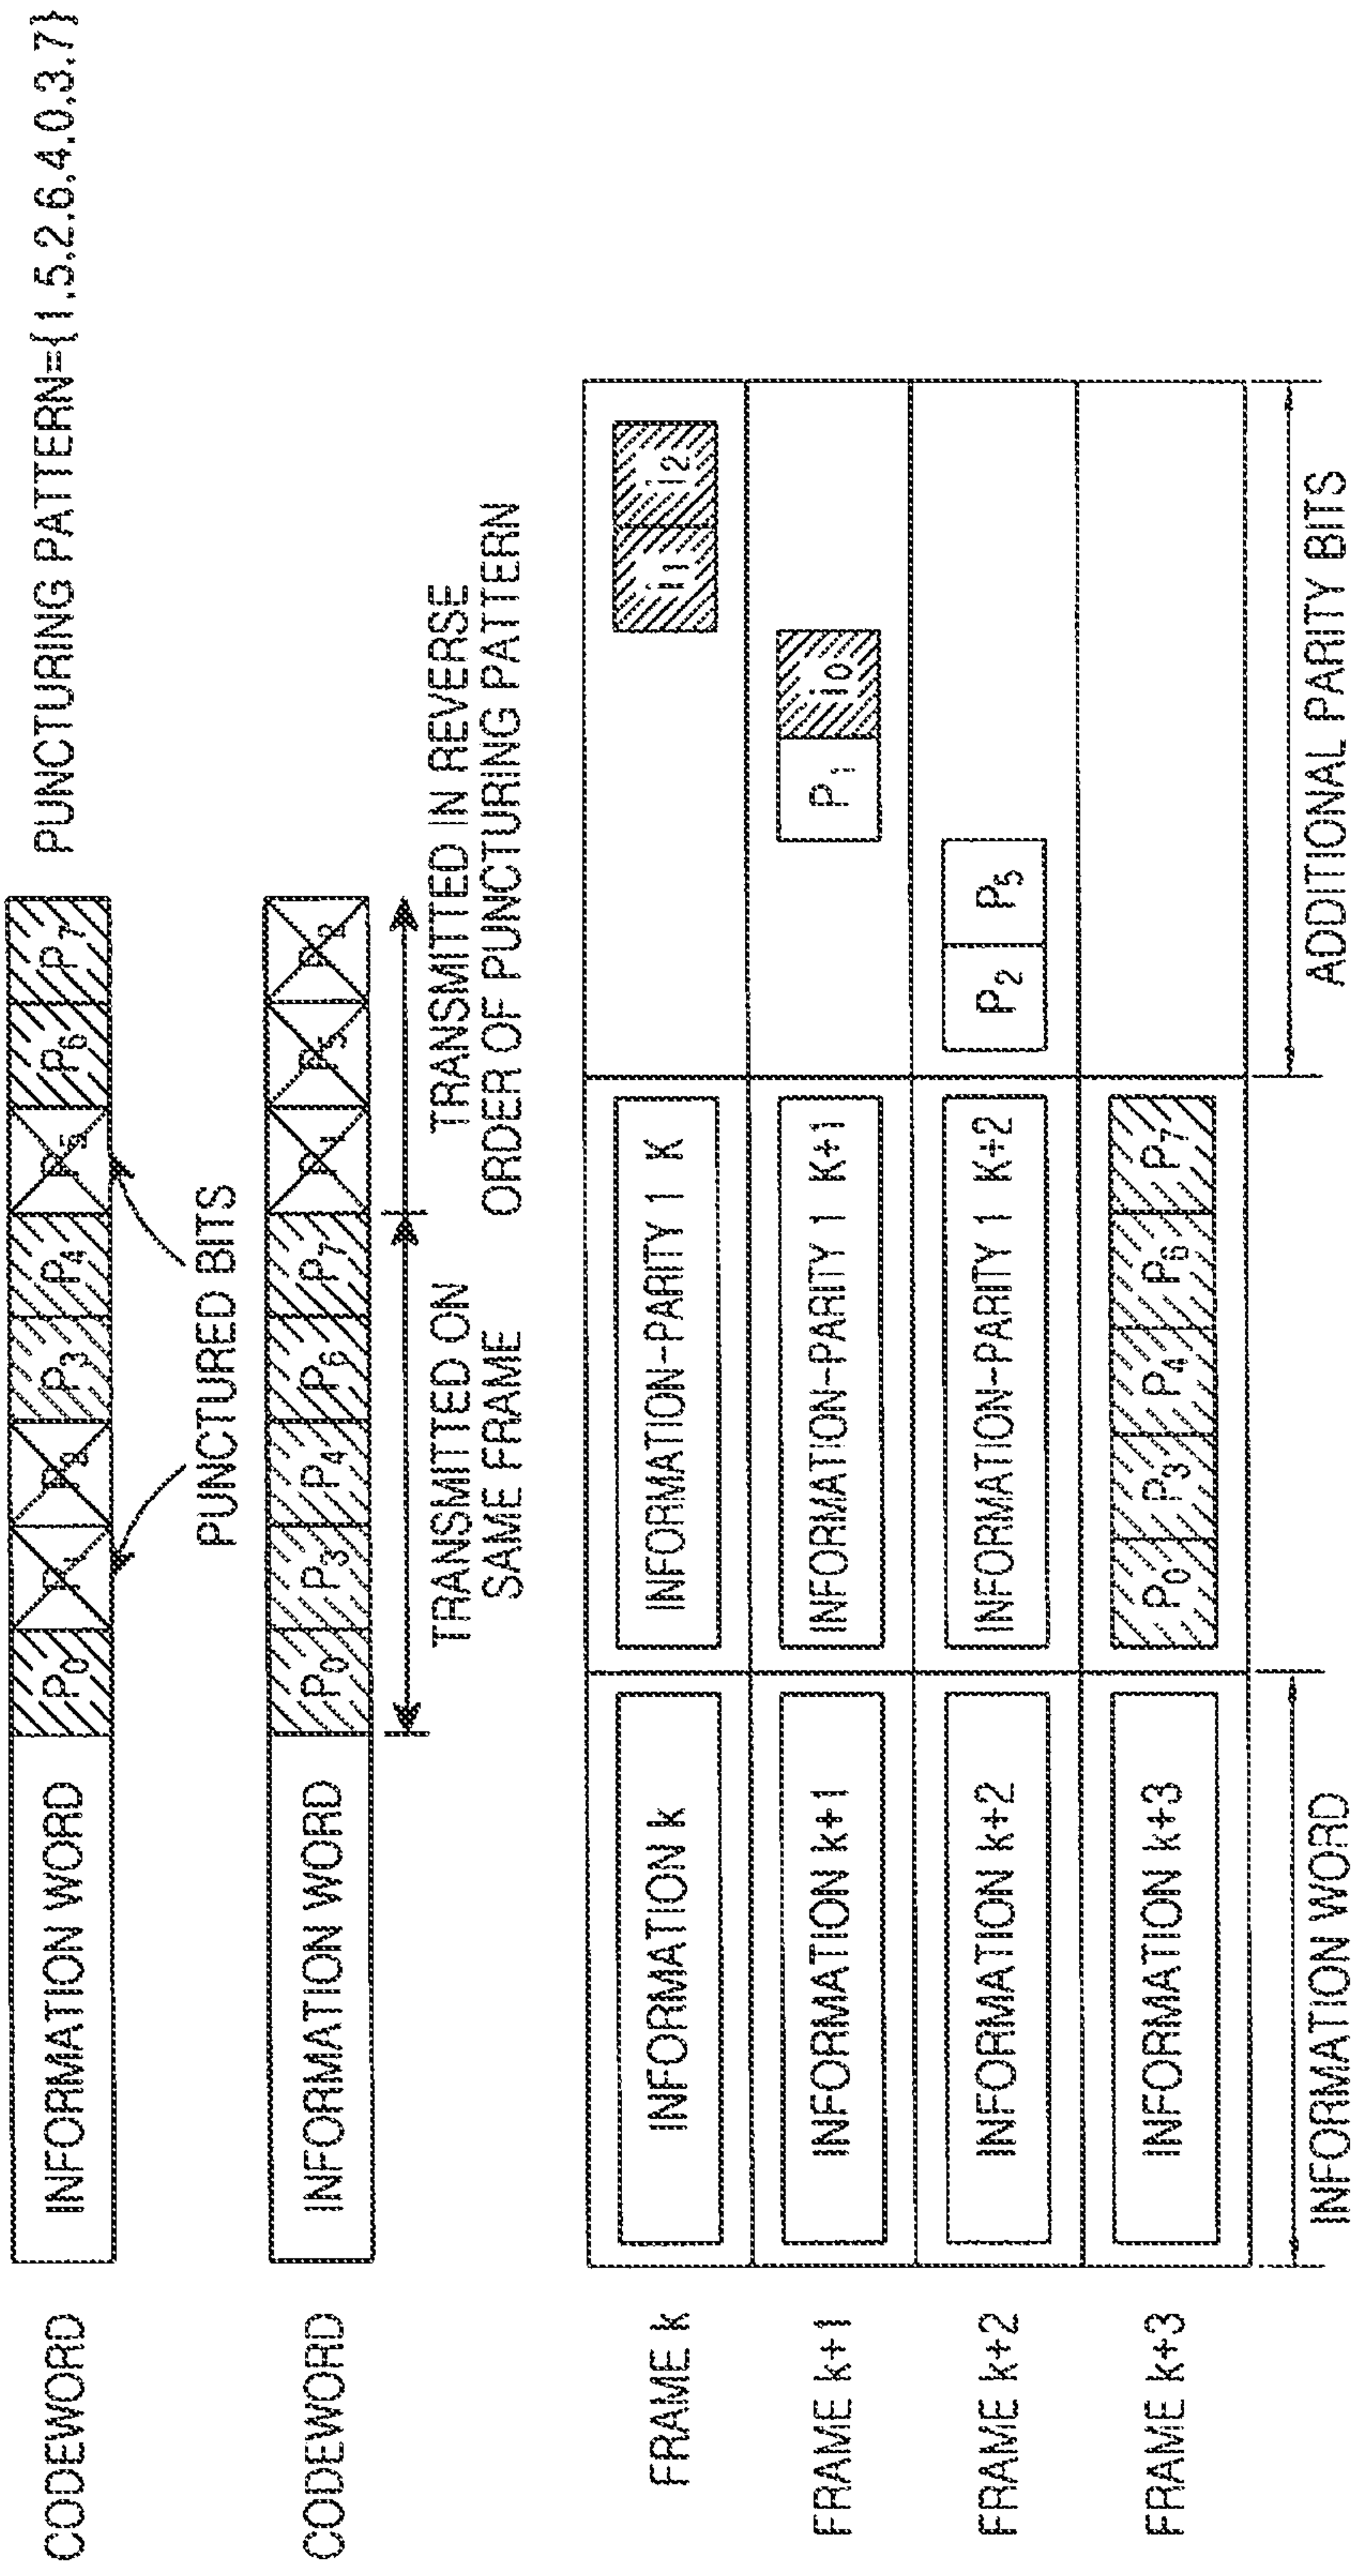 CODEWORD INFORMATION WORD P0 P1 P2 P3 P4 P5 P6 P7 PUNCTURING PATTERN={1,5,2,6,4,0,3,7}
PUNCTURED BITS
CODEWORD INFORMATION WORD P0 P3 P4 P6 P7 P1 P5 P2
TRANSMITTED ON
SAME FRAME
TRANSMITTED IN REVERSE
ORDER OF PUNCTURING PATTERN
FRAME k INFORMATION k INFORMATION-PARITY 1 K i1 i2
FRAME k+1 INFORMATION k+1 INFORMATION-PARITY 1 K+1 P1 i0
FRAME k+2 INFORMATION k+2 INFORMATION-PARITY 1 K+2 P2 P5
FRAME k+3 INFORMATION k+3 P0 P3 P4 P6 P7
INFORMATION WORD ADDITIONAL PARITY BITS